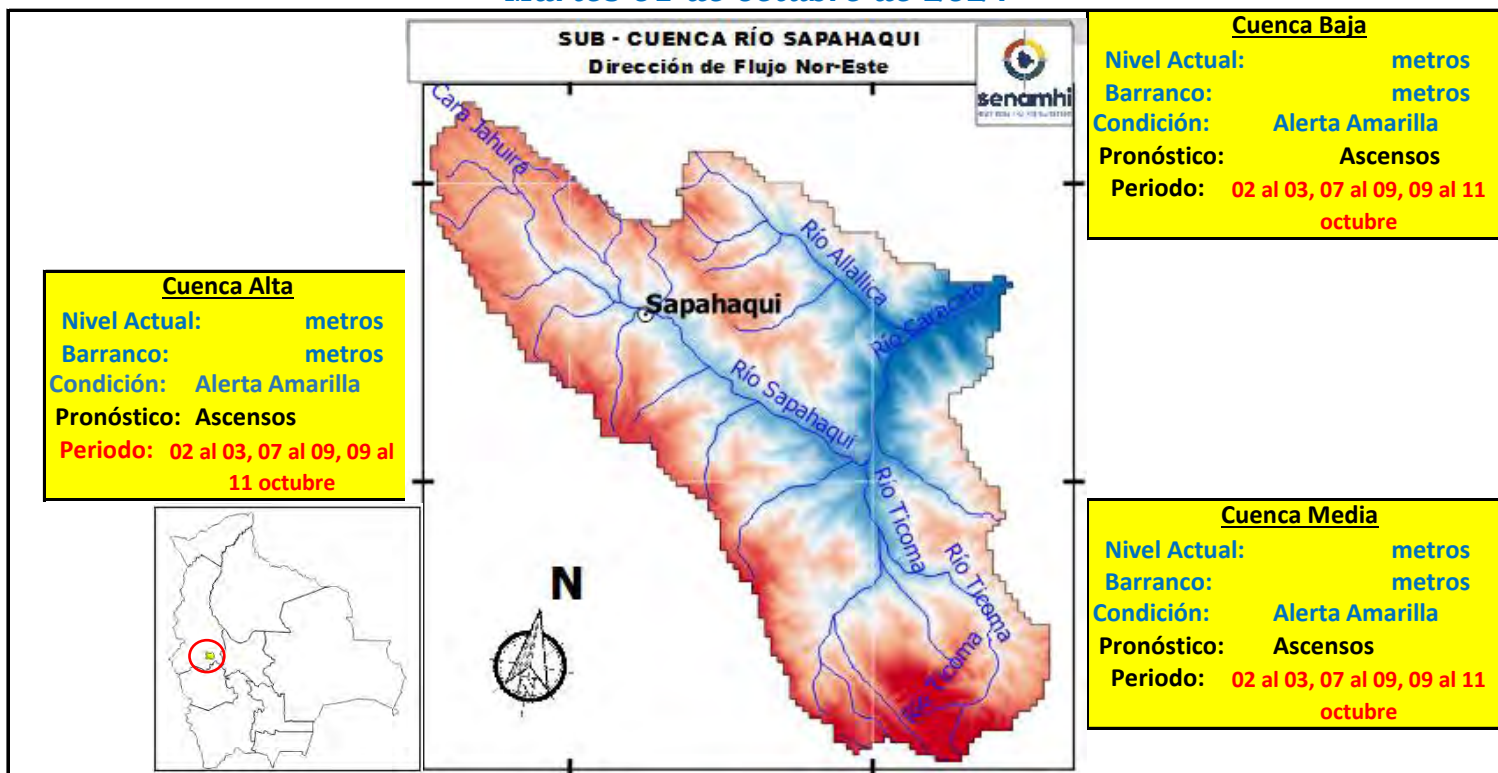 SUB - CUENCA RÍO SAPAHAQUI
Dirección de Flujo Nor-Este
senamhi
Cuenca Baja
Nivel Actual: metros
Barranco: metros
Condición: Alerta Amarilla
Pronóstico: Ascensos
Periodo: 02 al 03, 07 al 09, 09 al 11
octubre
Cuenca Alta
Nivel Actual: metros
Barranco: metros
Condición: Alerta Amarilla
Pronóstico: Ascensos
Periodo: 02 al 03, 07 al 09, 09 al
11 octubre
Cara Jahuira
Río Allallica
Sapahaqui
Río Caracato
Río Sapahaqui
Río Ticoma
Río Ticoma
Río Ticoma
N
Cuenca Media
Nivel Actual: metros
Barranco: metros
Condición: Alerta Amarilla
Pronóstico: Ascensos
Periodo: 02 al 03, 07 al 09, 09 al 11
octubre